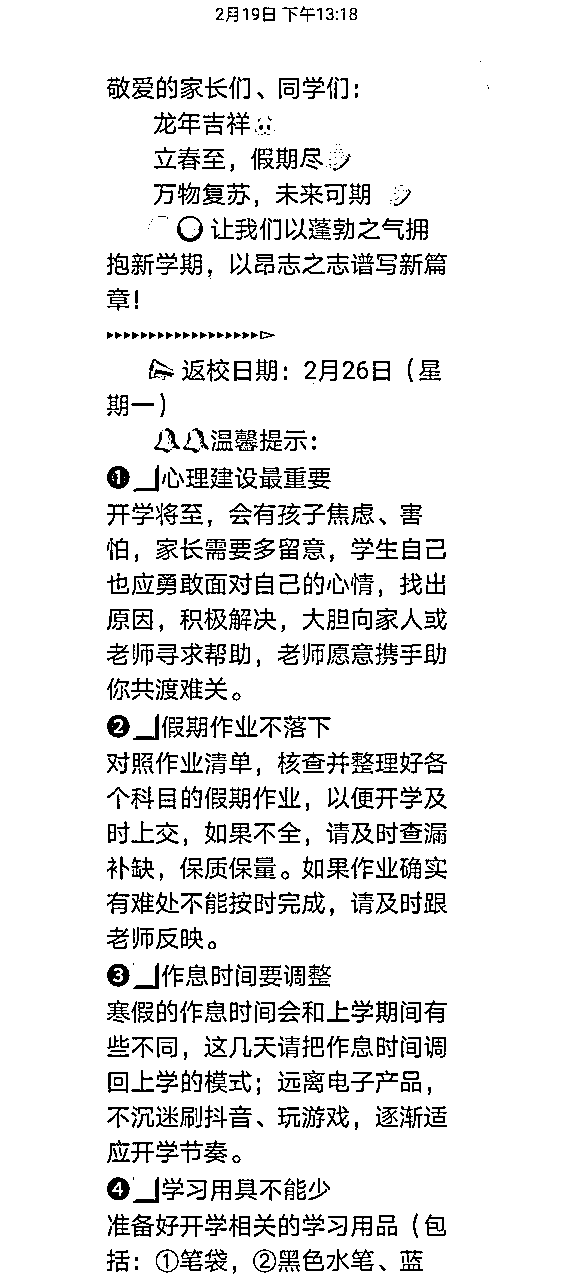 2月19日 下午13:18
敬爱的家长们、同学们：
龙年吉祥
立春至，假期尽
万物复苏，未来可期
让我们以蓬勃之气拥
抱新学期，以昂志之志谱写新篇
章！
返校日期：2月26日（星
期一）
温馨提示：
❶心理建设最重要
开学将至，会有孩子焦虑、害
怕，家长需要多留意，学生自己
也应勇敢面对自己的心情，找出
原因，积极解决，大胆向家人或
老师寻求帮助，老师愿意携手助
你共渡难关。
❷假期作业不落下
对照作业清单，核查并整理好各
个科目的假期作业，以便开学及
时上交，如果不全，请及时查漏
补缺，保质保量。如果作业确实
有难处不能按时完成，请及时跟
老师反映。
❸作息时间要调整
寒假的作息时间会和上学期间有
些不同，这几天请把作息时间调
回上学的模式；远离电子产品，
不沉迷刷抖音、玩游戏，逐渐适
应开学节奏。
❹学习用具不能少
准备好开学相关的学习用品（包
括：①笔袋，②黑色水笔、蓝